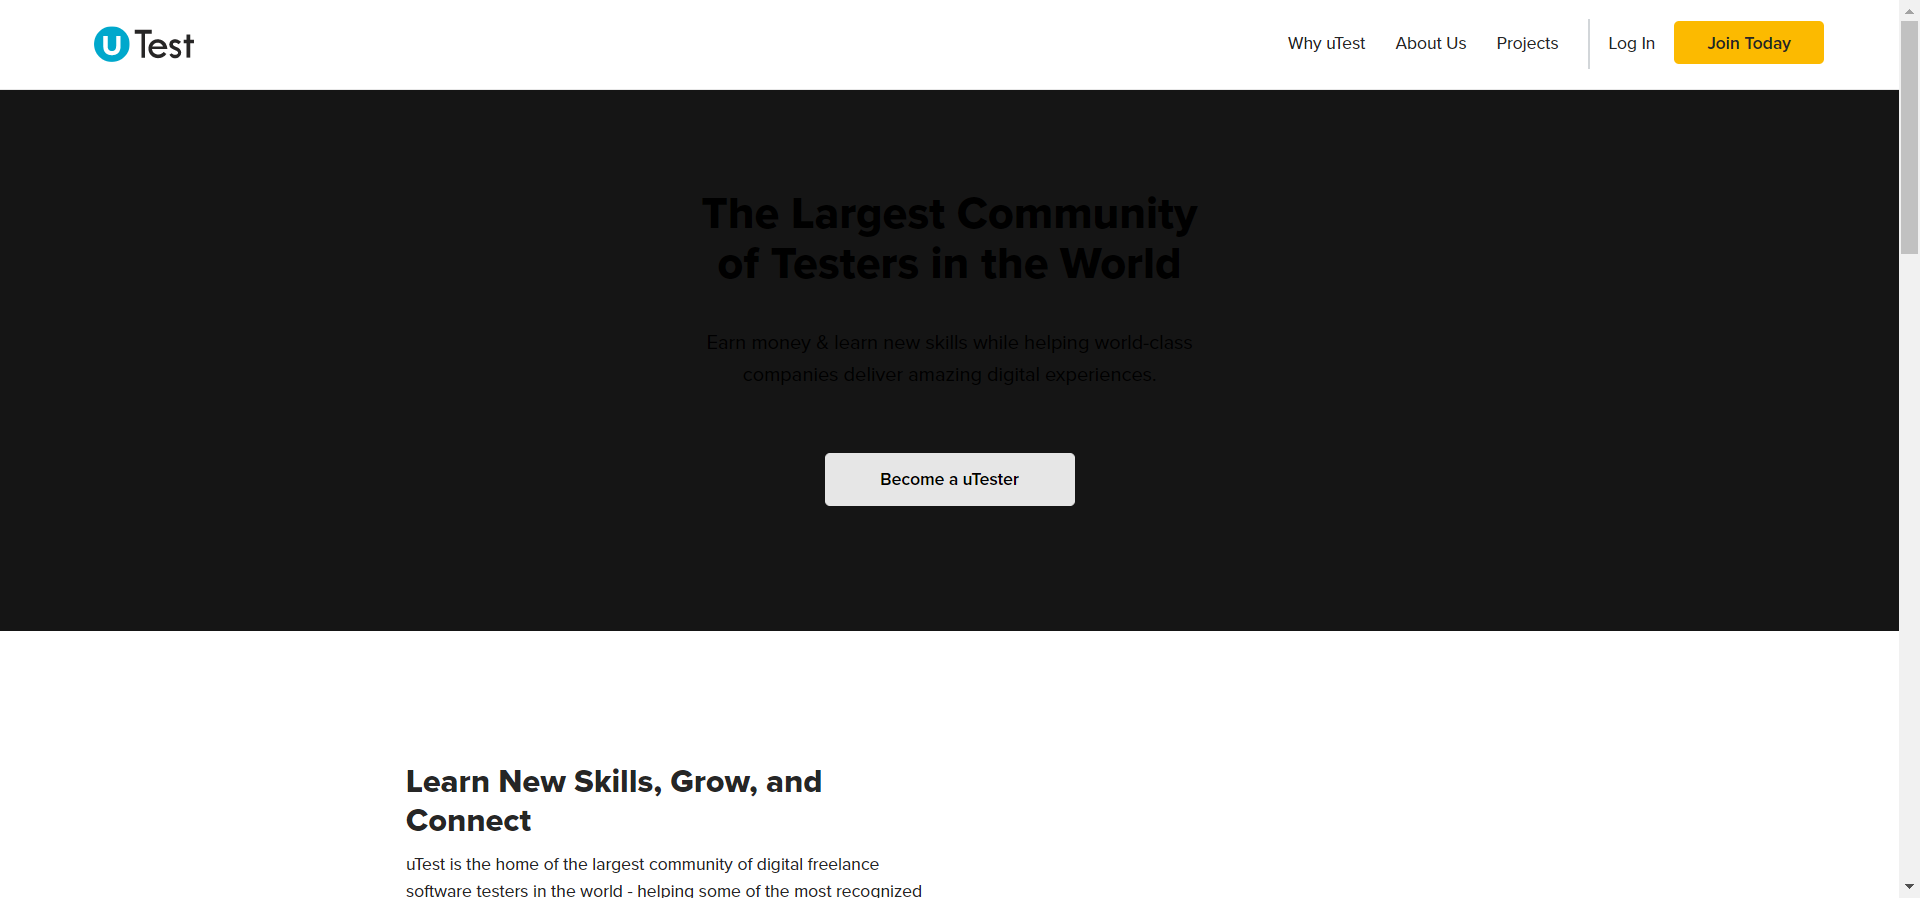 uTest
Why uTest
About Us
Projects
Log In
Join Today
The Largest Community
of Testers in the World
Earn money & learn new skills while helping world-class
companies deliver amazing digital experiences.
Become a uTester
Learn New Skills, Grow, and
Connect
uTest is the home of the largest community of digital freelance
software testers in the world - helping some of the most recognized